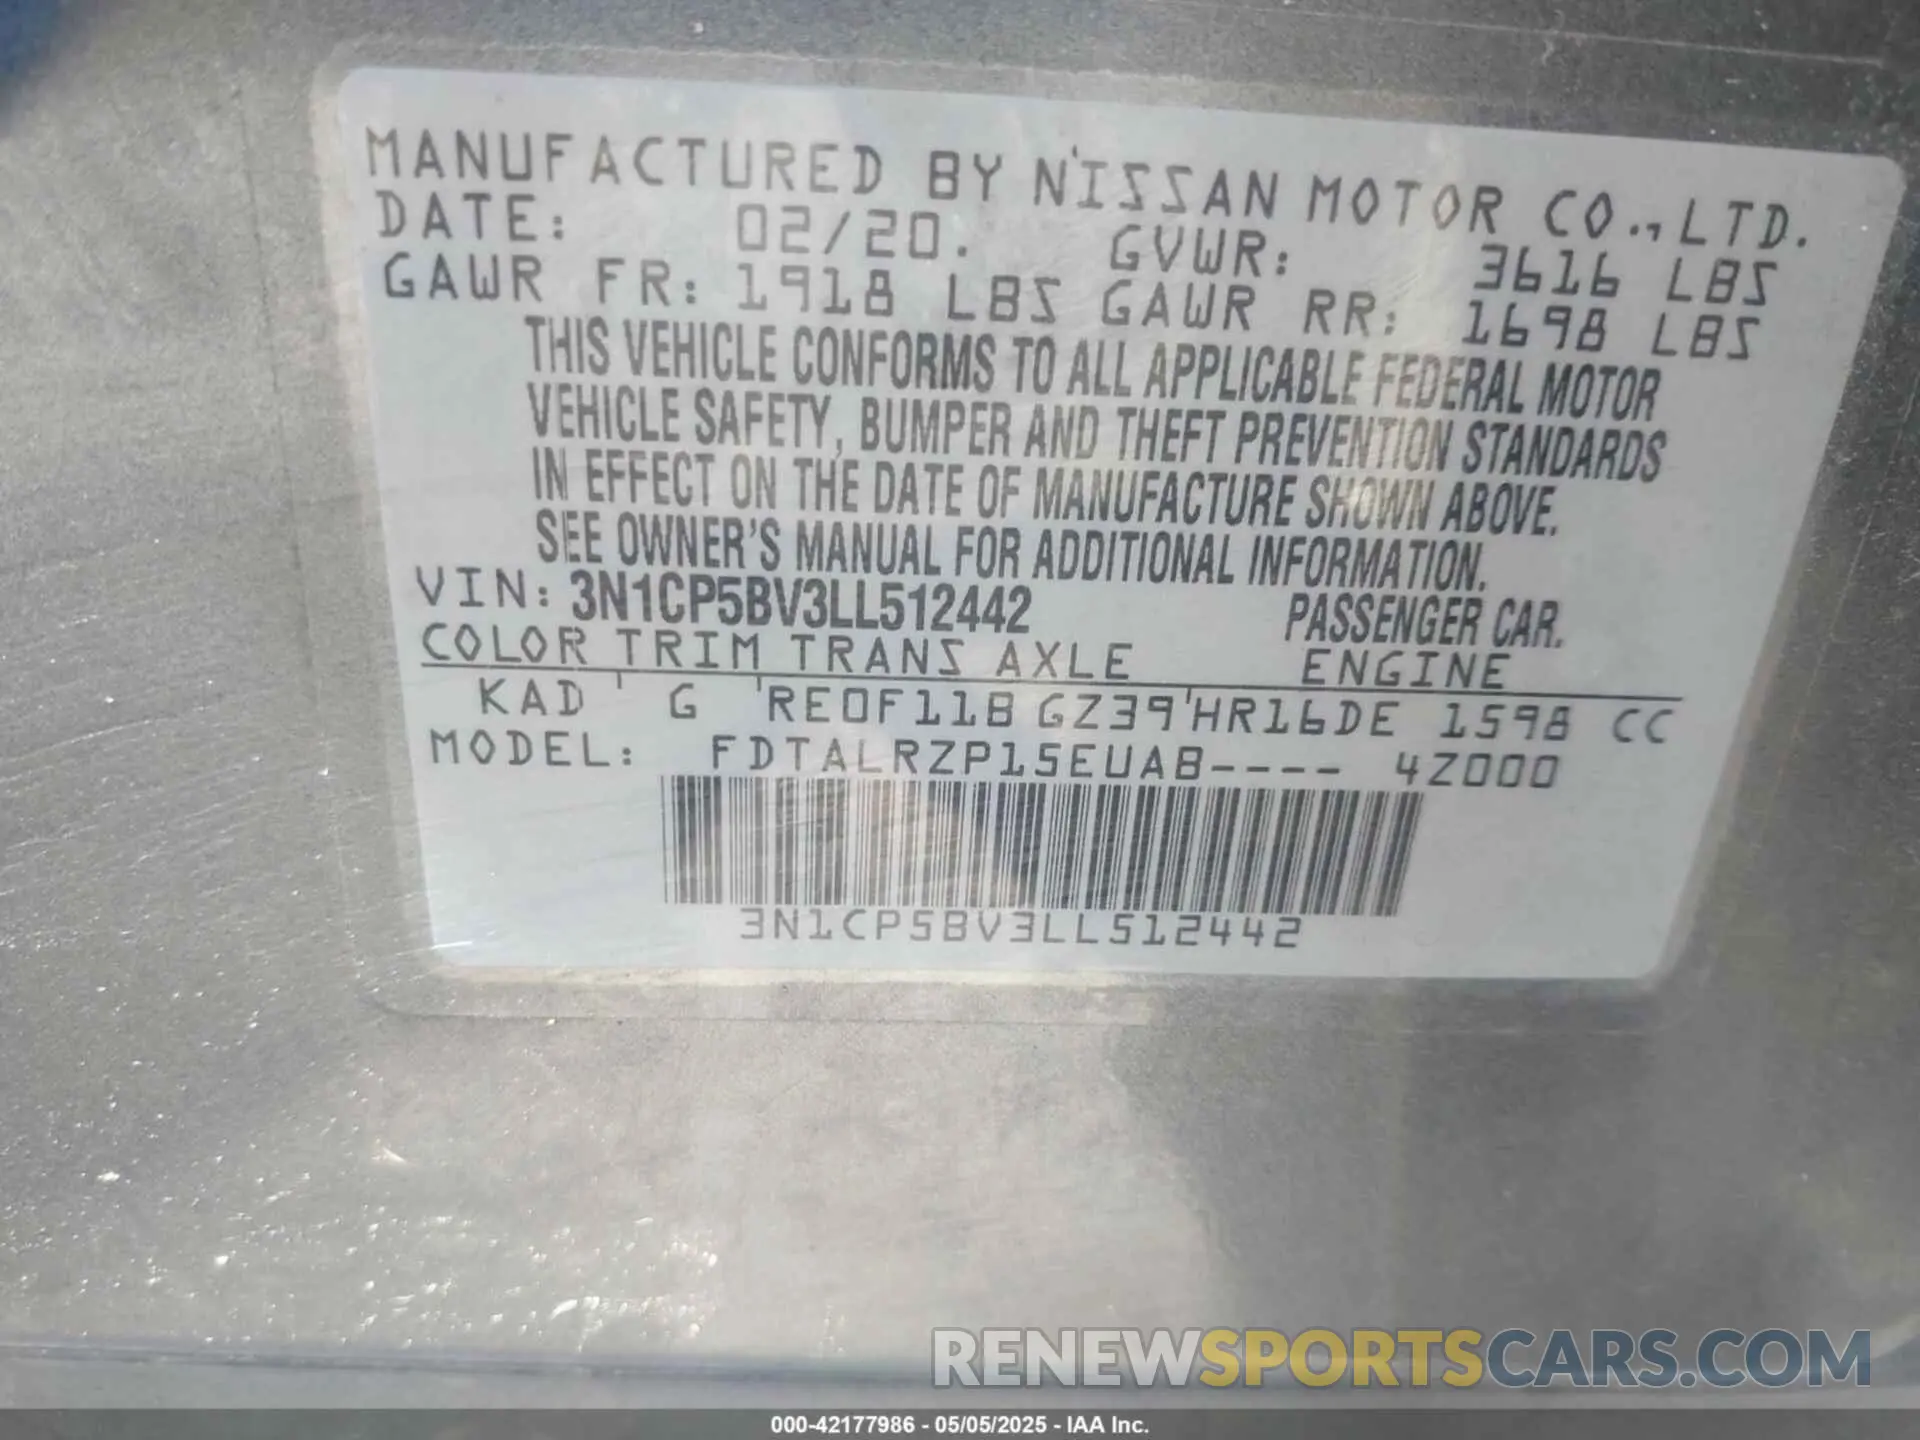 MANUFACTURED BY NISSAN MOTOR CO., LTD.
DATE: 02/20. GVWR: 3616 LBS
GAWR FR: 1918 LBS GAWR RR: 1698 LBS
THIS VEHICLE CONFORMS TO ALL APPLICABLE FEDERAL MOTOR
VEHICLE SAFETY, BUMPER AND THEFT PREVENTION STANDARDS
IN EFFECT ON THE DATE OF MANUFACTURE SHOWN ABOVE.
SEE OWNER'S MANUAL FOR ADDITIONAL INFORMATION.
VIN: 3N1CP5BV3LL512442 PASSENGER CAR.
COLOR TRIM TRANS AXLE ENGINE
KAD ' G 'RE0F11B GZ39'HR16DE 1598 CC
MODEL: FDTALRZP15EUAB---- 4Z000
3N1CP5BV3LL512442
RENEWSPORTSCARS.COM
000-42177986 - 05/05/2025 - IAA Inc.